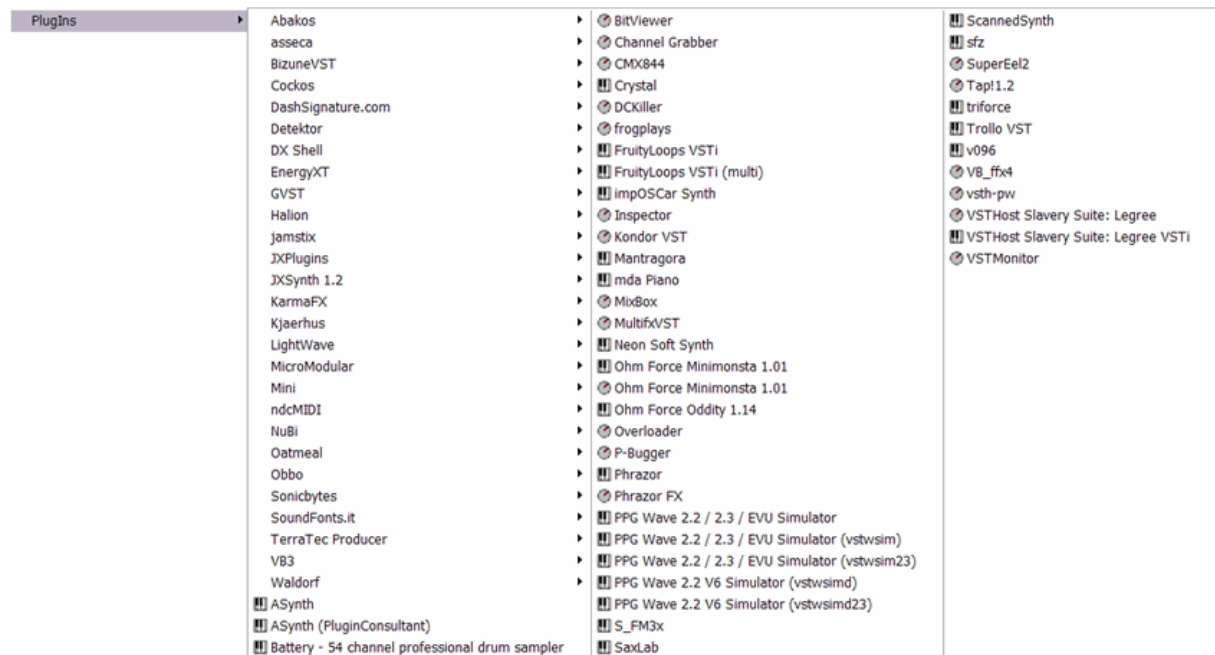 PlugIns
Abakos
asseca
BizuneVST
Cockos
DashSignature.com
Detektor
DX Shell
EnergyXT
GVST
Halion
jamstix
JXPlugins
JXSynth 1.2
KarmaFX
Kjaerhus
LightWave
MicroModular
Mini
ndcMIDI
NuBi
Oatmeal
Obbo
Sonicbytes
SoundFonts.it
TerraTec Producer
VB3
Waldorf
ASynth
ASynth (PluginConsultant)
Battery - 54 channel professional drum sampler
BitViewer
Channel Grabber
CMX844
Crystal
DCKiller
frogplays
FruityLoops VSTi
FruityLoops VSTi (multi)
impOSCar Synth
Inspector
Kondor VST
Mantragora
mda Piano
MixBox
MultifxVST
Neon Soft Synth
Ohm Force Minimonsta 1.01
Ohm Force Minimonsta 1.01
Ohm Force Oddity 1.14
Overloader
P-Bugger
Phrazor
Phrazor FX
PPG Wave 2.2 / 2.3 / EVU Simulator
PPG Wave 2.2 / 2.3 / EVU Simulator (vstwsim)
PPG Wave 2.2 / 2.3 / EVU Simulator (vstwsim23)
PPG Wave 2.2 V6 Simulator (vstwsimd)
PPG Wave 2.2 V6 Simulator (vstwsimd23)
S_FM3x
SaxLab
ScannedSynth
sfz
SuperEel2
Tap!1.2
triforce
Trollo VST
v096
VB_ffx4
vsth-pw
VSTHost Slavery Suite: Legree
VSTHost Slavery Suite: Legree VSTi
VSTMonitor